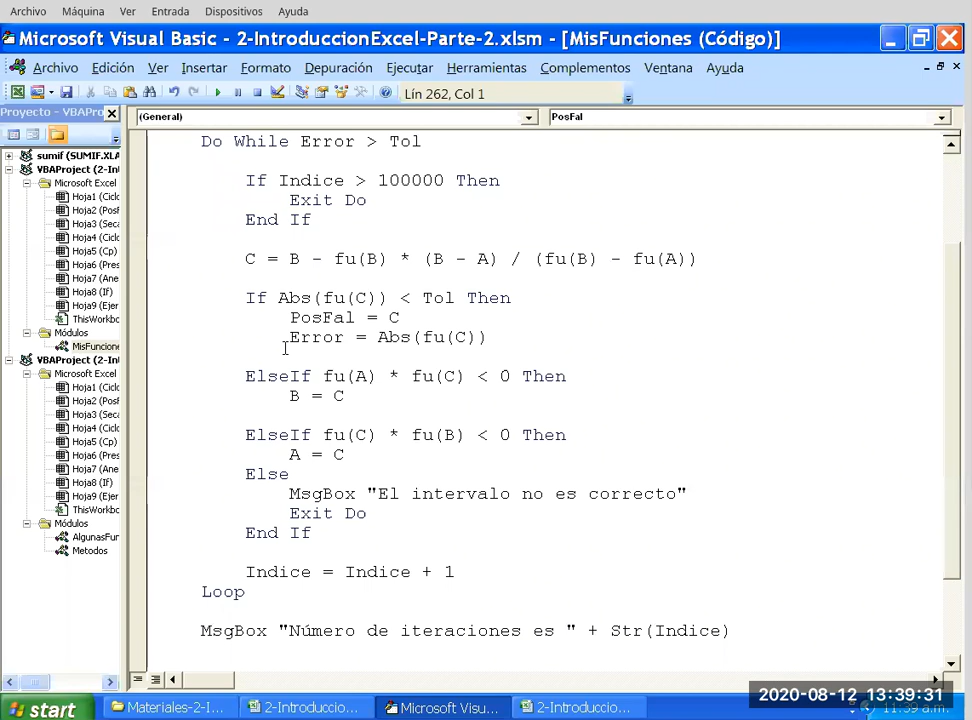 Archivo Máquina Ver Entrada Dispositivos Ayuda
Microsoft Visual Basic - 2-IntroduccionExcel-Parte-2.xlsm - [MisFunciones (Código)]
Archivo Edición Ver Insertar Formato Depuración Ejecutar Herramientas Complementos Ventana Ayuda
Lín 262, Col 1
Proyecto - VBAPro
(General) PosFal
sumif (SUMIF.XLA
VBAProject (2-Int
Microsoft Excel
Hoja1 (Ciclo
Hoja2 (PosF
Hoja3 (Seca
Hoja4 (Ciclo
Hoja5 (Cp)
Hoja6 (Pres
Hoja7 (Ane
Hoja8 (If)
Hoja9 (Ejer
ThisWorkb
Módulos
MisFuncione
VBAProject (2-Int
Microsoft Excel
Hoja1 (Ciclo
Hoja2 (PosF
Hoja3 (Seca
Hoja4 (Ciclo
Hoja5 (Cp)
Hoja6 (Pres
Hoja7 (Ane
Hoja8 (If)
Hoja9 (Ejer
ThisWorkb
Módulos
AlgunasFun
Metodos
Do While Error > Tol
If Indice > 100000 Then
Exit Do
End If
C = B - fu(B) * (B - A) / (fu(B) - fu(A))
If Abs(fu(C)) < Tol Then
PosFal = C
Error = Abs(fu(C))
ElseIf fu(A) * fu(C) < 0 Then
B = C
ElseIf fu(C) * fu(B) < 0 Then
A = C
Else
MsgBox "El intervalo no es correcto"
Exit Do
End If
Indice = Indice + 1
Loop
MsgBox "Número de iteraciones es " + Str(Indice)
2020-08-12 13:39:31
start Materiales-2-I... 2-Introduccio... Microsoft Visu... 2-Introduccio... 11:39 a.m.